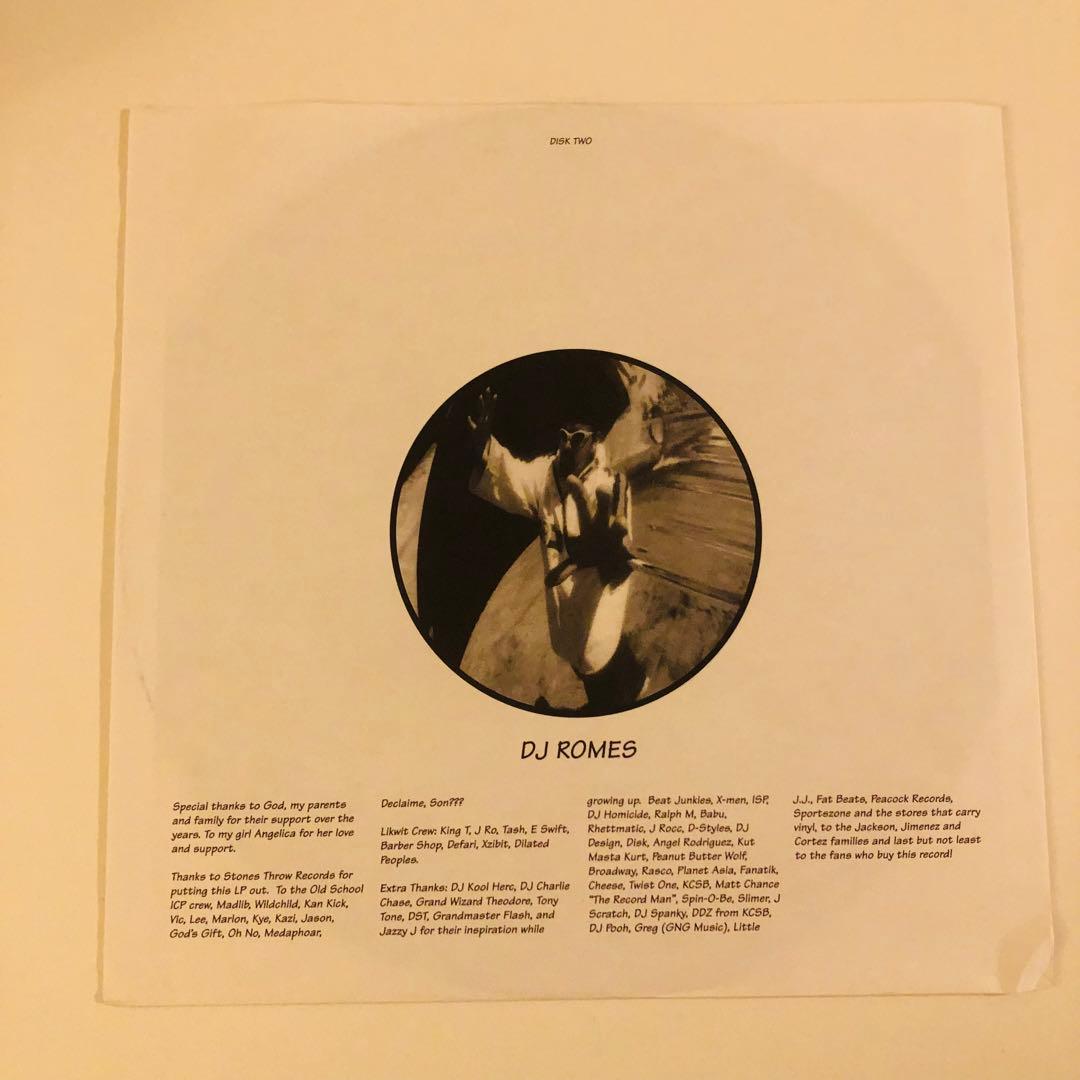 DISK TWO
DJ ROMES
Special thanks to God, my parents
and family for their support over the
years. To my girl Angelica for her love
and support.
Thanks to Stones Throw Records for
putting this LP out. To the Old School
ICP crew, Madlib, Wildchild, Kan Kick,
Vic, Lee, Marlon, Kye, Kazi, Jason,
God's Gift, Oh No, Medaphoar,
Declaime, Son???
Likwit Crew: King T, J Ro, Tash, E Swift,
Barber Shop, Defari, Xzibit, Dilated
Peoples.
Extra Thanks: DJ Kool Herc, DJ Charlie
Chase, Grand Wizard Theodore, Tony
Tone, DST, Grandmaster Flash, and
Jazzy J for their inspiration while
growing up. Beat Junkies, X-men, ISP,
DJ Homicide, Ralph M, Babu,
Rhettmatic, J Rocc, D-Styles, DJ
Design, Disk, Angel Rodriguez, Kut
Masta Kurt, Peanut Butter Wolf,
Broadway, Rasco, Planet Asia, Fanatik,
Cheese, Twist One, KCSB, Matt Chance
"The Record Man", Spin-O-Be, Slimer, J
Scratch, DJ Spanky, DDZ from KCSB,
DJ Pooh, Greg (GNG Music), Little
J.J., Fat Beats, Peacock Records,
Sportszone and the stores that carry
vinyl, to the Jackson, Jimenez and
Cortez families and last but not least
to the fans who buy this record!